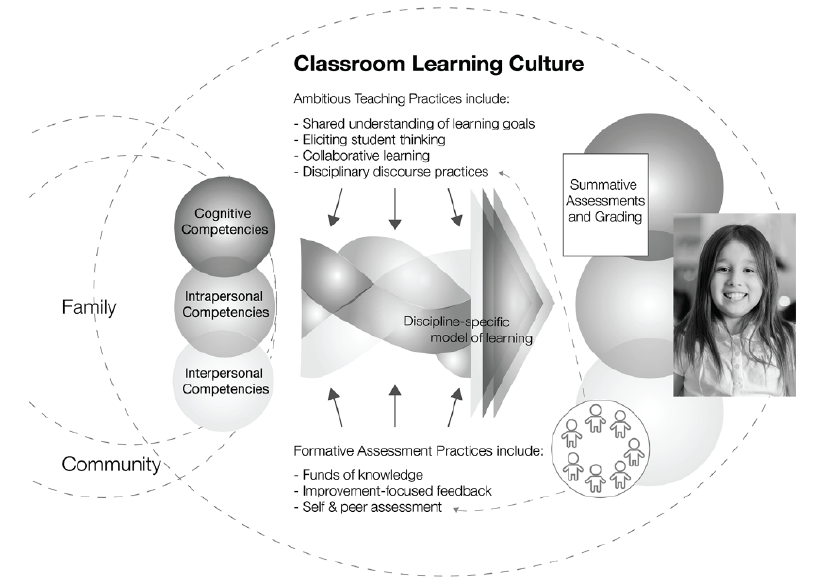 Classroom Learning Culture
Ambitious Teaching Practices include:
- Shared understanding of learning goals
- Eliciting student thinking
- Collaborative learning
- Disciplinary discourse practices
Summative
Assessments
and Grading
Cognitive
Competencies
Intrapersonal
Competencies
Interpersonal
Competencies
Family
Community
Discipline-specific
model of learning
Formative Assessment Practices include:
- Funds of knowledge
- Improvement-focused feedback
- Self & peer assessment